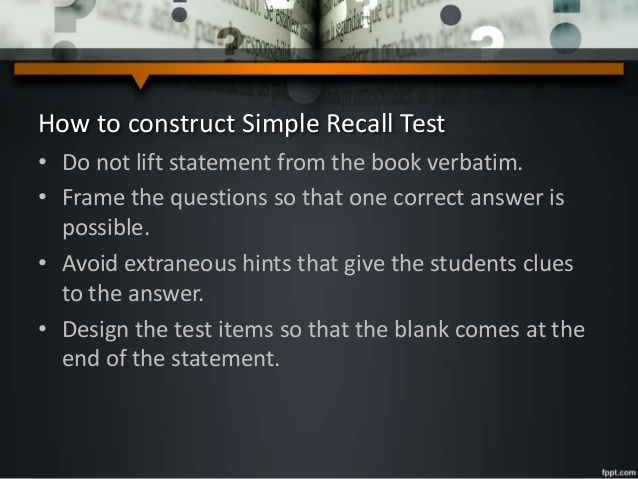 How to construct Simple Recall Test
• Do not lift statement from the book verbatim.
• Frame the questions so that one correct answer is
possible.
• Avoid extraneous hints that give the students clues
to the answer.
• Design the test items so that the blank comes at the
end of the statement.
fppt.com